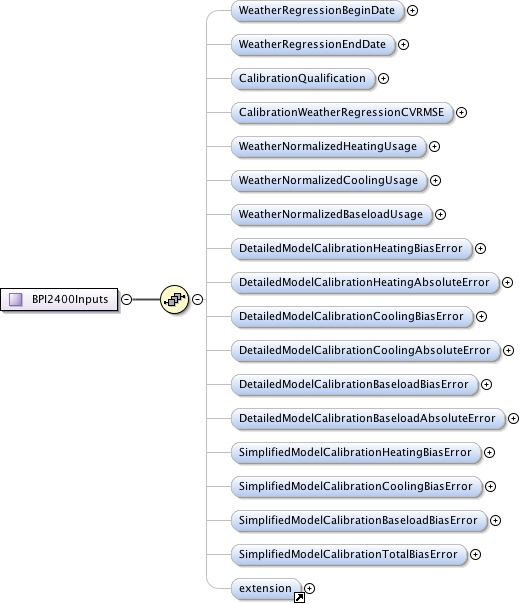 WeatherRegressionBeginDate
WeatherRegressionEndDate
CalibrationQualification
CalibrationWeatherRegressionCVRMSE
WeatherNormalizedHeatingUsage
WeatherNormalizedCoolingUsage
WeatherNormalizedBaseloadUsage
DetailedModelCalibrationHeatingBiasError
DetailedModelCalibrationHeatingAbsoluteError
BPI2400Inputs
DetailedModelCalibrationCoolingBiasError
DetailedModelCalibrationCoolingAbsoluteError
DetailedModelCalibrationBaseloadBiasError
DetailedModelCalibrationBaseloadAbsoluteError
SimplifiedModelCalibrationHeatingBiasError
SimplifiedModelCalibrationCoolingBiasError
SimplifiedModelCalibrationBaseloadBiasError
SimplifiedModelCalibrationTotalBiasError
extension